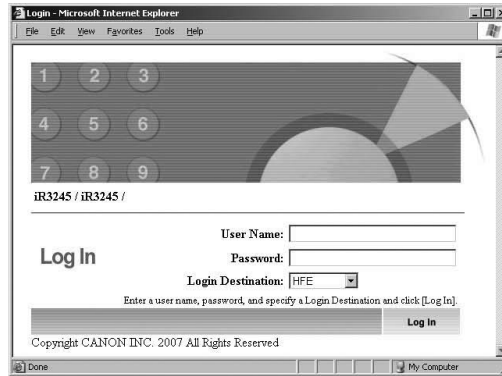 Login - Microsoft Internet Explorer
File Edit View Favorites Tools Help
1 2 3
4 5 6
7 8 9
iR3245 / iR3245 /
Log In
User Name:
Password:
Login Destination: HFE
Enter a user name, password, and specify a Login Destination and click [Log In].
Log In
Copyright CANON INC. 2007 All Rights Reserved
Done My Computer